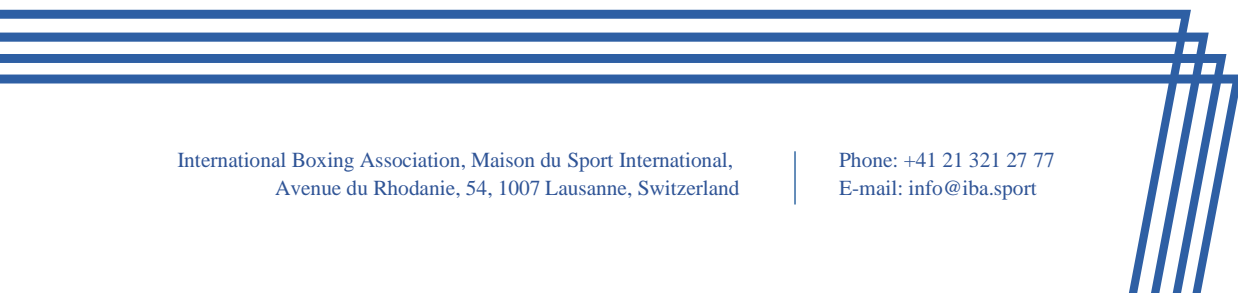 International Boxing Association, Maison du Sport International,
Avenue du Rhodanie, 54, 1007 Lausanne, Switzerland
Phone: +41 21 321 27 77
E-mail: info@iba.sport